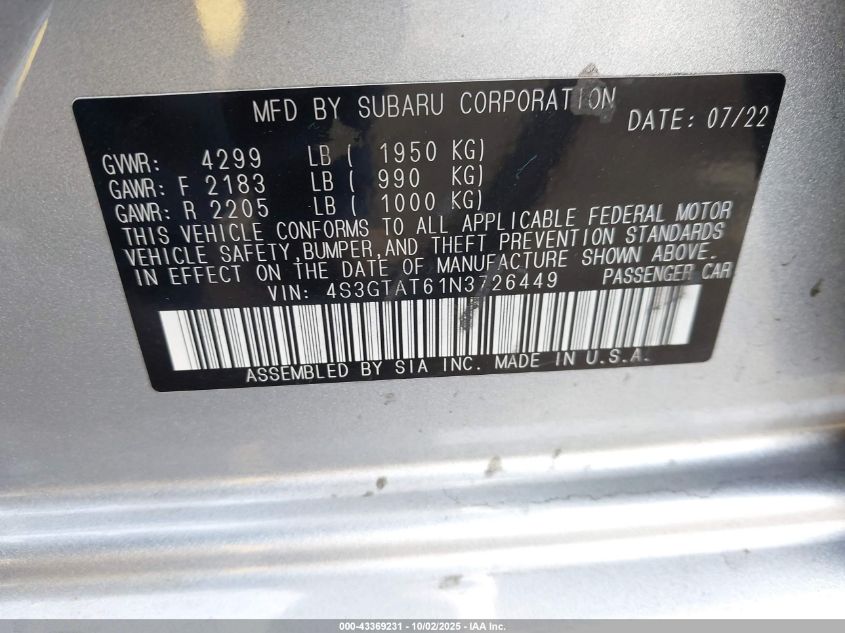 MFD BY SUBARU CORPORATION
DATE: 07/22
GVWR: 4299 LB ( 1950 KG)
GAWR: F 2183 LB ( 990 KG)
GAWR: R 2205 LB ( 1000 KG)
THIS VEHICLE CONFORMS TO ALL APPLICABLE FEDERAL MOTOR
VEHICLE SAFETY,BUMPER,AND THEFT PREVENTION STANDARDS
IN EFFECT ON THE DATE OF MANUFACTURE SHOWN ABOVE.
VIN: 4S3GTAT61N3726449 PASSENGER CAR
ASSEMBLED BY SIA INC. MADE IN U.S.A.
000-43369231 - 10/02/2025 - IAA Inc.